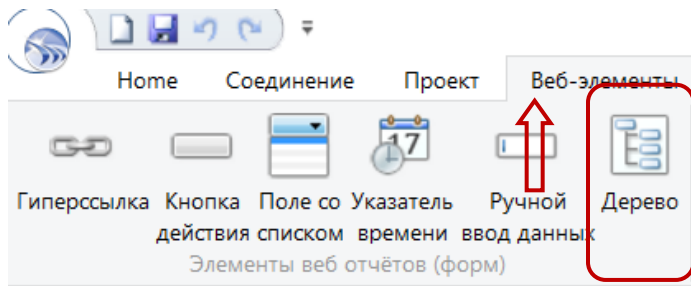 Home Соединение Проект Веб-элементы
17
Гиперссылка Кнопка Поле со Указатель Ручной Дерево
действия списком времени ввод данных
Элементы веб отчётов (форм)